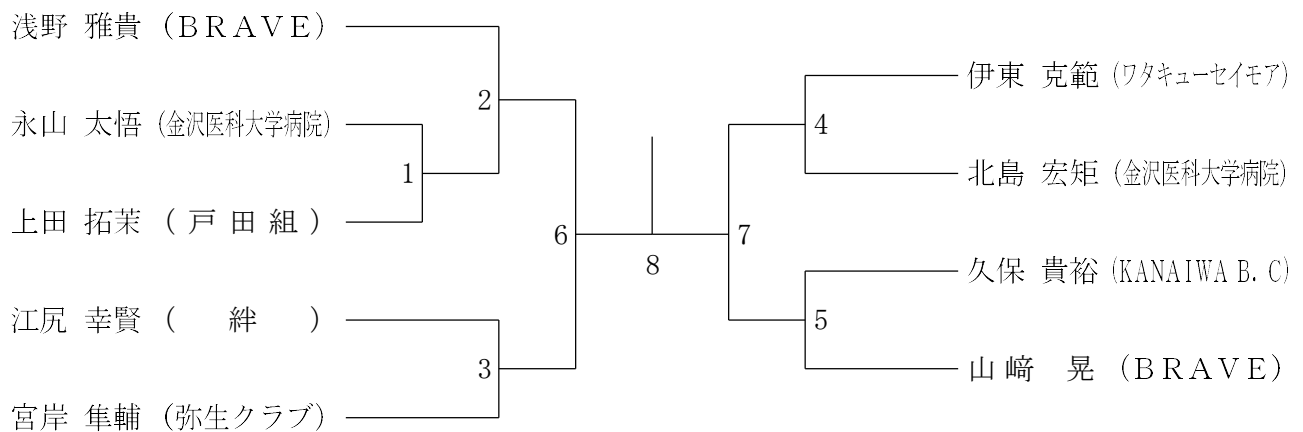 浅野 雅貴 (ＢＲＡＶＥ)
永山 太悟 (金沢医科大学病院)
上田 拓茉 (戸田組)
江尻 幸賢 (絆)
宮岸 隼輔 (弥生クラブ)
1
2
3
6
8
7
4
5
伊東 克範 (ワタキューセイモア)
北島 宏矩 (金沢医科大学病院)
久保 貴裕 (KANAIWA B.C)
山﨑 晃 (ＢＲＡＶＥ)